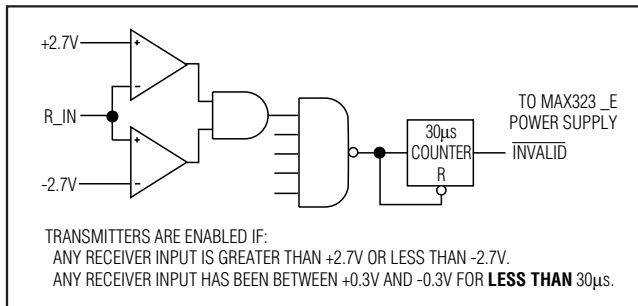 +2.7V
+
-
R_IN
+
-
-2.7V
30μs
COUNTER
R
TO MAX323 _E
POWER SUPPLY
INVALID
TRANSMITTERS ARE ENABLED IF:
ANY RECEIVER INPUT IS GREATER THAN +2.7V OR LESS THAN -2.7V.
ANY RECEIVER INPUT HAS BEEN BETWEEN +0.3V AND -0.3V FOR LESS THAN 30μs.